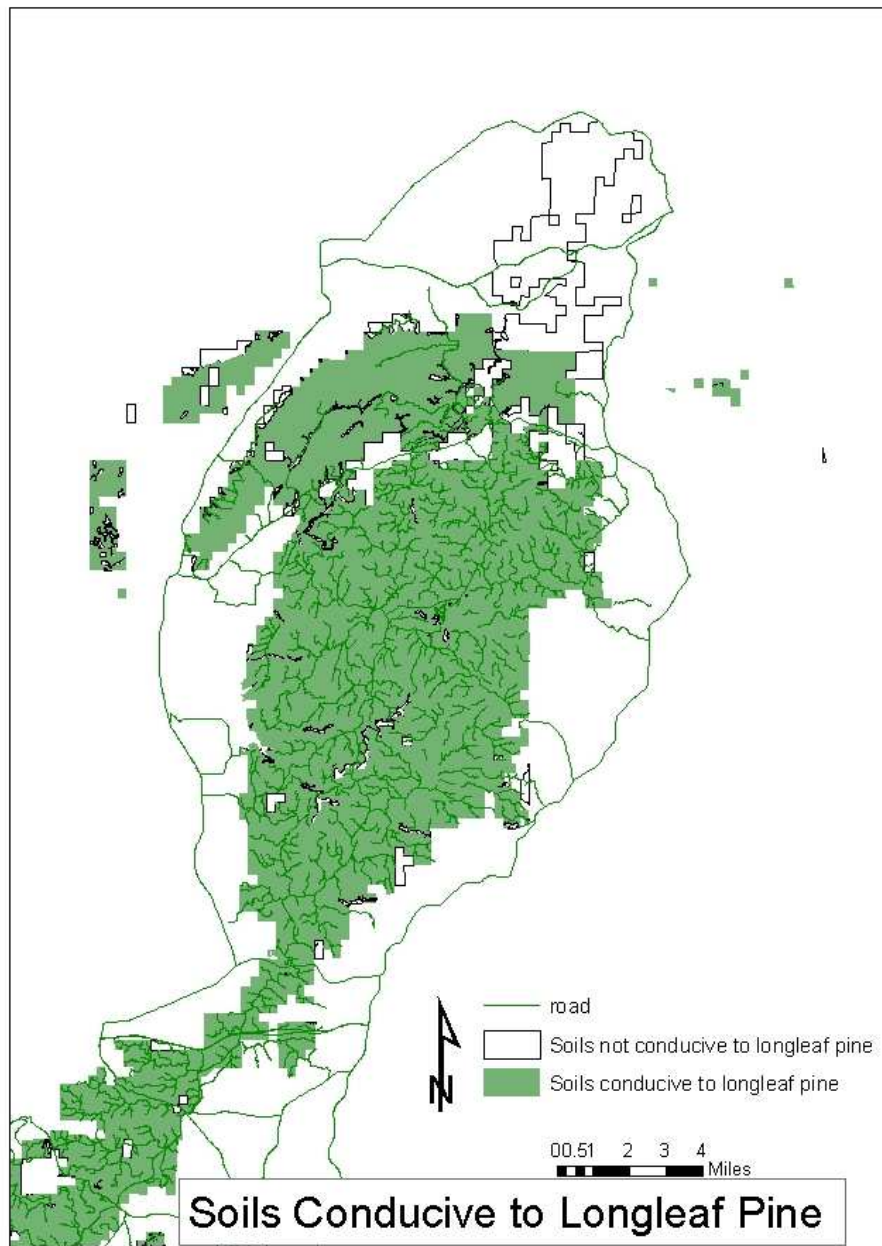 road
Soils not conducive to longleaf pine
Soils conducive to longleaf pine
N
00.51 2 3 4
Miles
Soils Conducive to Longleaf Pine